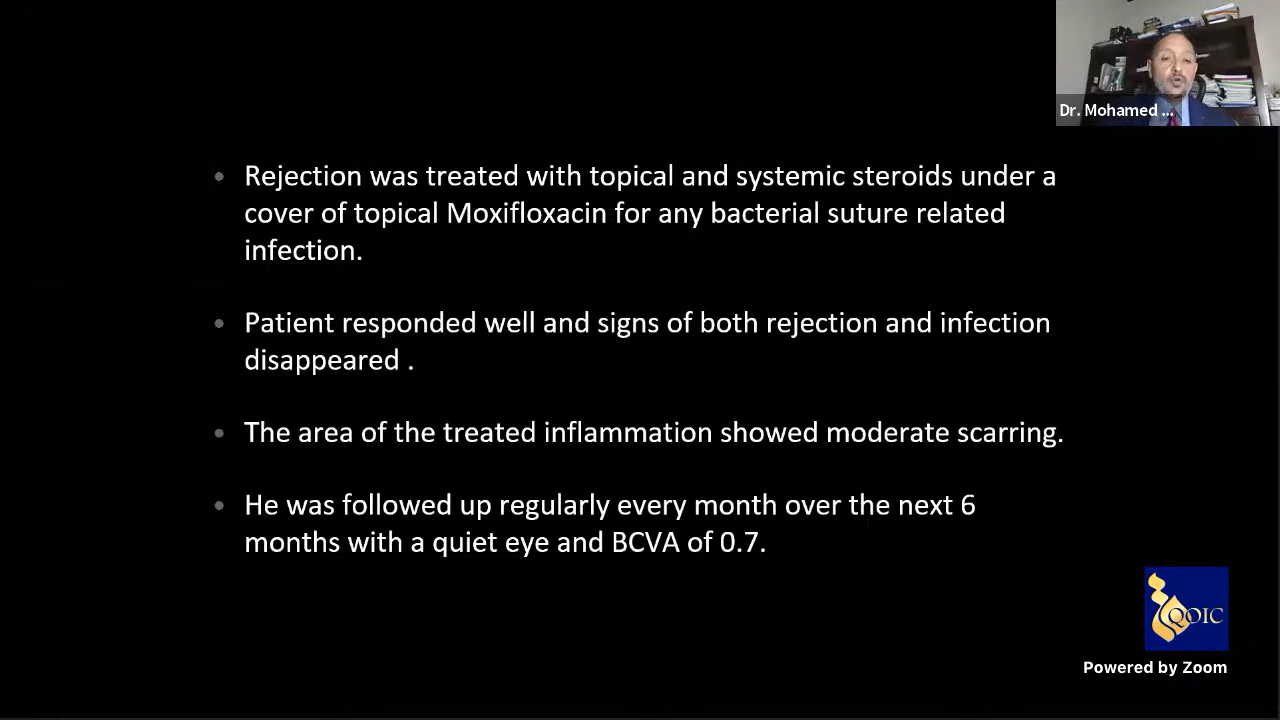 Dr. Mohamed ...
• Rejection was treated with topical and systemic steroids under a
cover of topical Moxifloxacin for any bacterial suture related
infection.
• Patient responded well and signs of both rejection and infection
disappeared .
• The area of the treated inflammation showed moderate scarring.
• He was followed up regularly every month over the next 6
months with a quiet eye and BCVA of 0.7.
QOIC
Powered by Zoom